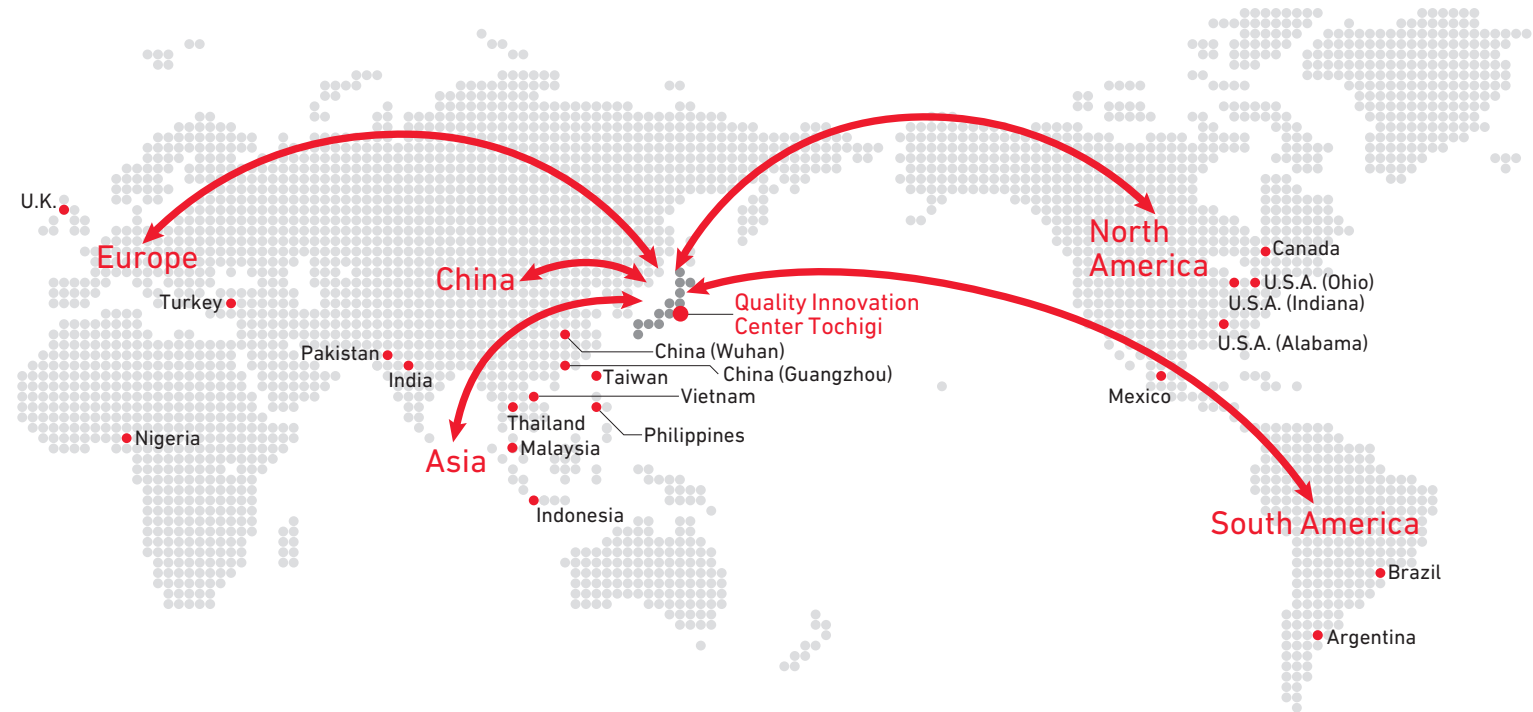 U.K.
Europe
Turkey
Pakistan
India
Nigeria
China
Asia
Quality Innovation
Center Tochigi
China (Wuhan)
China (Guangzhou)
Taiwan
Vietnam
Thailand
Philippines
Malaysia
Indonesia
North
America
Canada
U.S.A. (Ohio)
U.S.A. (Indiana)
U.S.A. (Alabama)
Mexico
South America
Brazil
Argentina